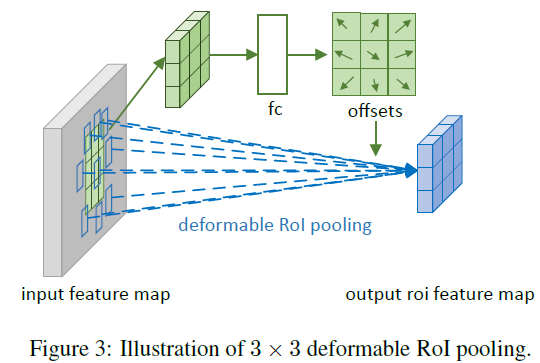 fc
offsets
deformable RoI pooling
input feature map
output roi feature map
Figure 3: Illustration of 3 × 3 deformable RoI pooling.